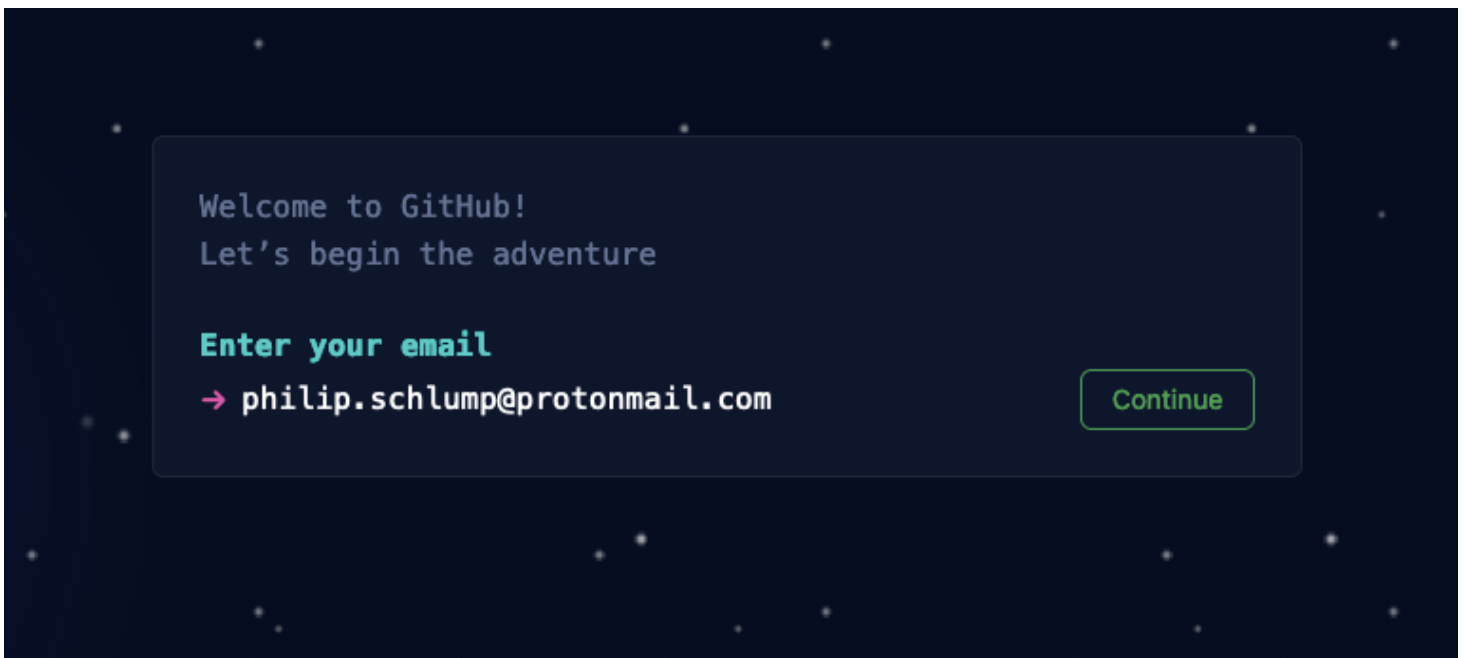 Welcome to GitHub!
Let’s begin the adventure
Enter your email
→ philip.schlump@protonmail.com
Continue